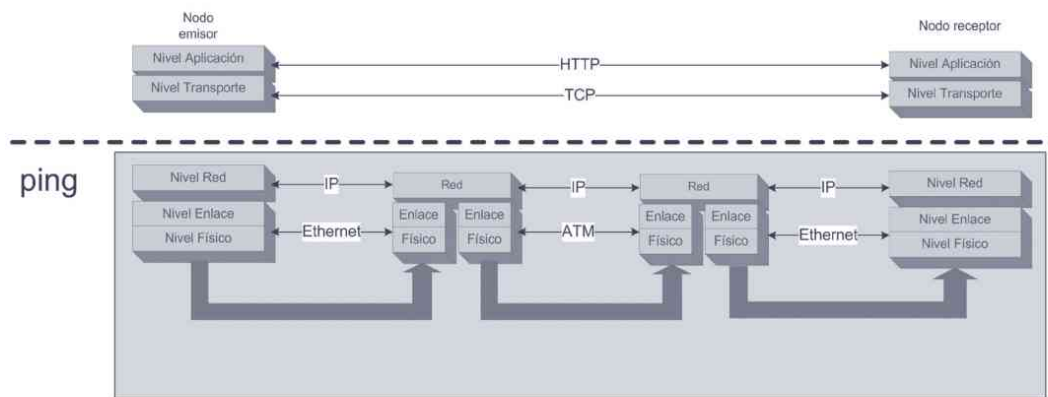 Nodo
emisor
Nodo receptor
Nivel Aplicación
HTTP
Nivel Aplicación
Nivel Transporte
TCP
Nivel Transporte
ping
Nivel Red
IP
Red
IP
Red
IP
Nivel Red
Nivel Enlace
Enlace
Enlace
Enlace
Enlace
Nivel Enlace
Nivel Físico
Ethernet
Físico
Físico
ATM
Físico
Físico
Ethernet
Nivel Físico